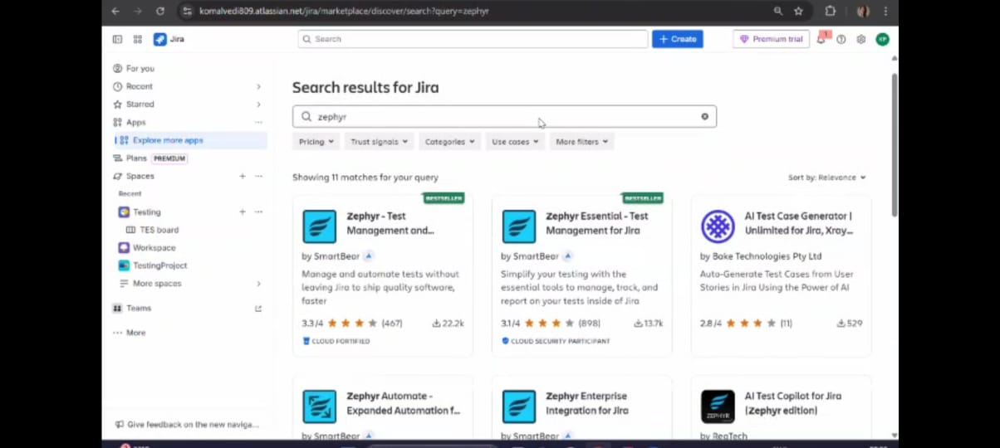 komalvedi809.atlassian.net/jira/marketplace/discover/search?query=zephyr
Jira
Search
+ Create
Premium trial
1
KP
For you
Recent
Starred
Apps
Explore more apps
Plans PREMIUM
Spaces
Recent
Testing
TES board
Workspace
TestingProject
More spaces
Teams
More
Give feedback on the new naviga...
Search results for Jira
zephyr
Pricing
Trust signals
Categories
Use cases
More filters
Showing 11 matches for your query
Sort by: Relevance
BESTSELLER
Zephyr - Test
Management and...
by SmartBear
Manage and automate tests without
leaving Jira to ship quality software,
faster
3.3/4 (467) 22.2k
CLOUD FORTIFIED
BESTSELLER
Zephyr Essential - Test
Management for Jira
by SmartBear
Simplify your testing with the
essential tools to manage, track, and
report on your tests inside of Jira
3.1/4 (898) 13.7k
CLOUD SECURITY PARTICIPANT
AI Test Case Generator |
Unlimited for Jira, Xray...
by Bake Technologies Pty Ltd
Auto-Generate Test Cases from User
Stories in Jira Using the Power of AI
2.8/4 (11) 529
Zephyr Automate -
Expanded Automation f...
by SmartBear
Zephyr Enterprise
Integration for Jira
by SmartBear
ZEPHYR
AI Test Copilot for Jira
(Zephyr edition)
by ReqTech